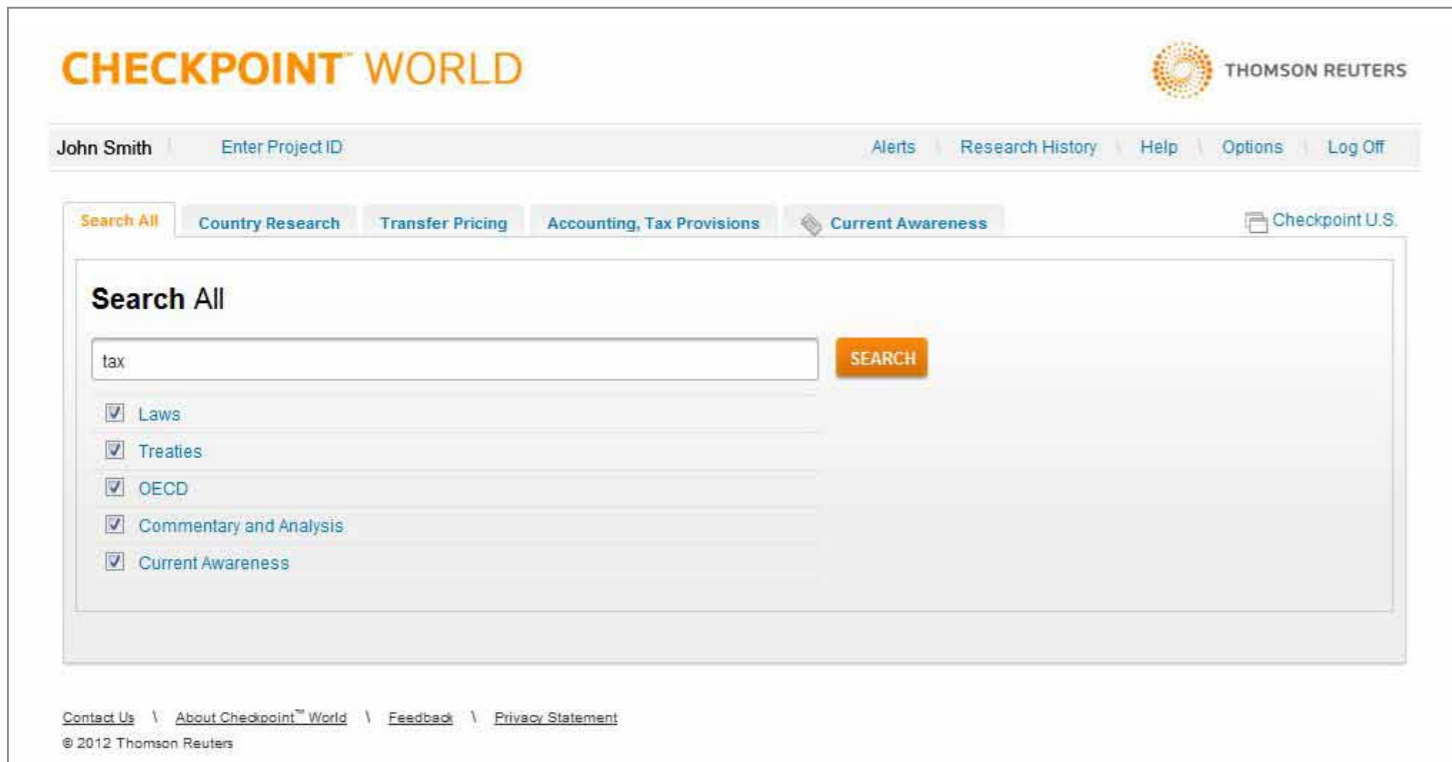 CHECKPOINT™ WORLD
THOMSON REUTERS
John Smith Enter Project ID Alerts \ Research History \ Help \ Options \ Log Off
Search All Country Research Transfer Pricing Accounting, Tax Provisions Current Awareness Checkpoint U.S.
Search All
tax SEARCH
Laws
Treaties
OECD
Commentary and Analysis
Current Awareness
Contact Us \ About Checkpoint™ World \ Feedback \ Privacy Statement
© 2012 Thomson Reuters